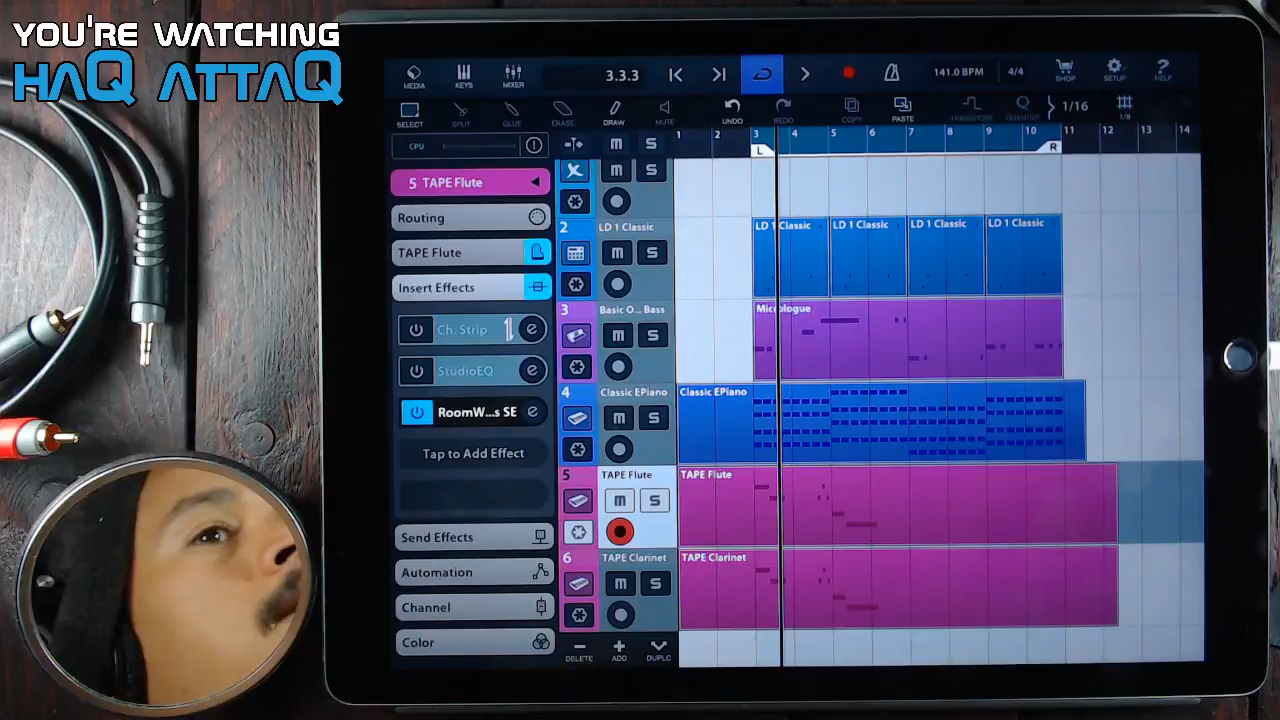 YOU'RE WATCHING
HAQ ATTAQ
MEDIA
KEYS
MIXER
3.3.3
141.0 BPM
4/4
SHOP
SETUP
HELP
SELECT
SPLIT
GLUE
ERASE
DRAW
MUTE
UNDO
REDO
COPY
PASTE
TRANSPOSE
QUANTIZE
1/16
1/8
CPU
M S
1 2 3 4 5 6 7 8 9 10 11 12 13 14
L R
5 TAPE Flute
M S
Routing
2 LD 1 Classic
LD 1 Classic LD 1 Classic LD 1 Classic LD 1 Classic
TAPE Flute
M S
Insert Effects
3 Basic O... Bass
Micrologue
Ch. Strip e
M S
StudioEQ e
4 Classic EPiano
Classic EPiano
RoomW...s SE e
M S
Tap to Add Effect
5 TAPE Flute
TAPE Flute
M S
Send Effects
6 TAPE Clarinet
TAPE Clarinet
Automation
M S
Channel
Color
DELETE
ADD
DUPLC